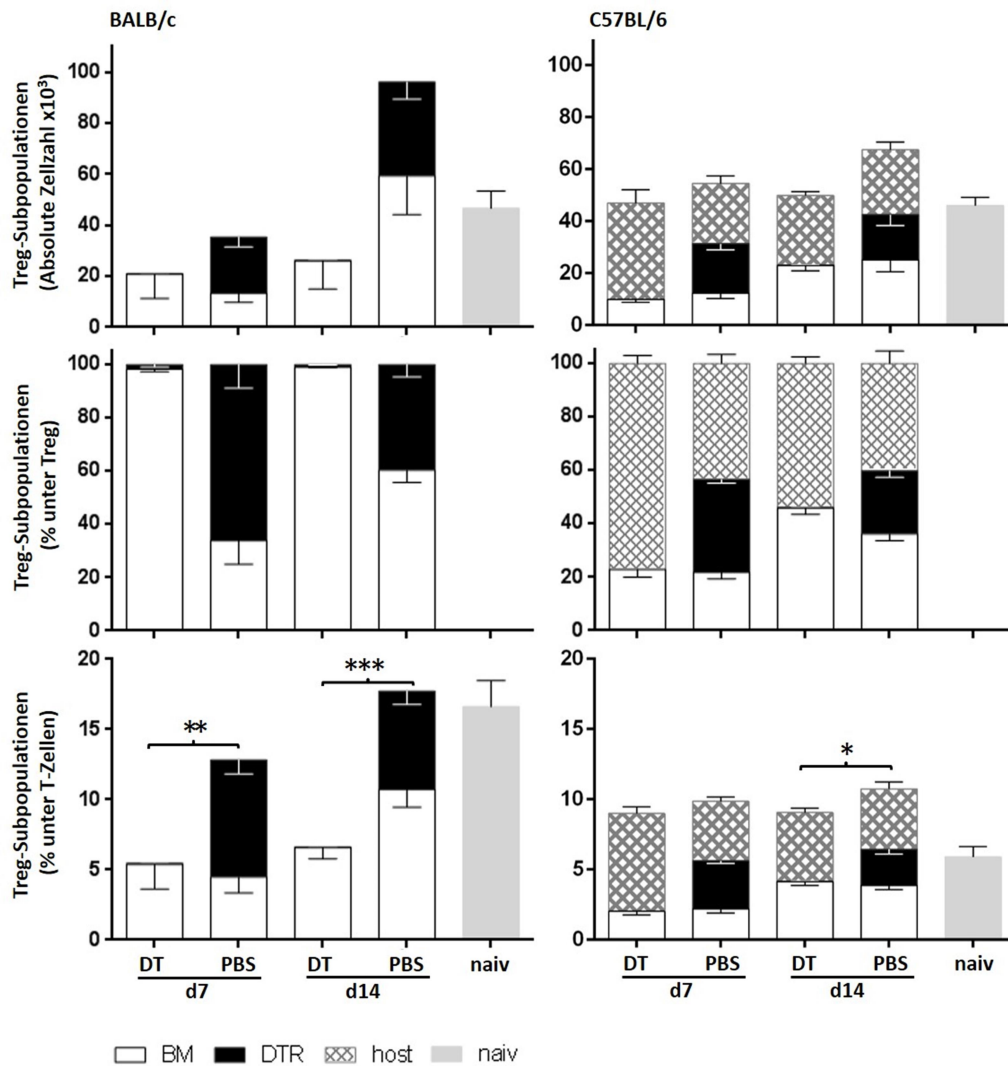 BALB/c
C57BL/6
Treg-Subpopulationen
(Absolute Zellzahl x10³)
100
80
60
40
20
0
100
80
60
40
20
0
Treg-Subpopulationen
(% unter Treg)
100
80
60
40
20
0
100
80
60
40
20
0
Treg-Subpopulationen
(% unter T-Zellen)
20
15
10
5
0
** ***
20
15
10
5
0
*
DT PBS DT PBS naiv
d7 d14
DT PBS DT PBS naiv
d7 d14
BM DTR host naiv